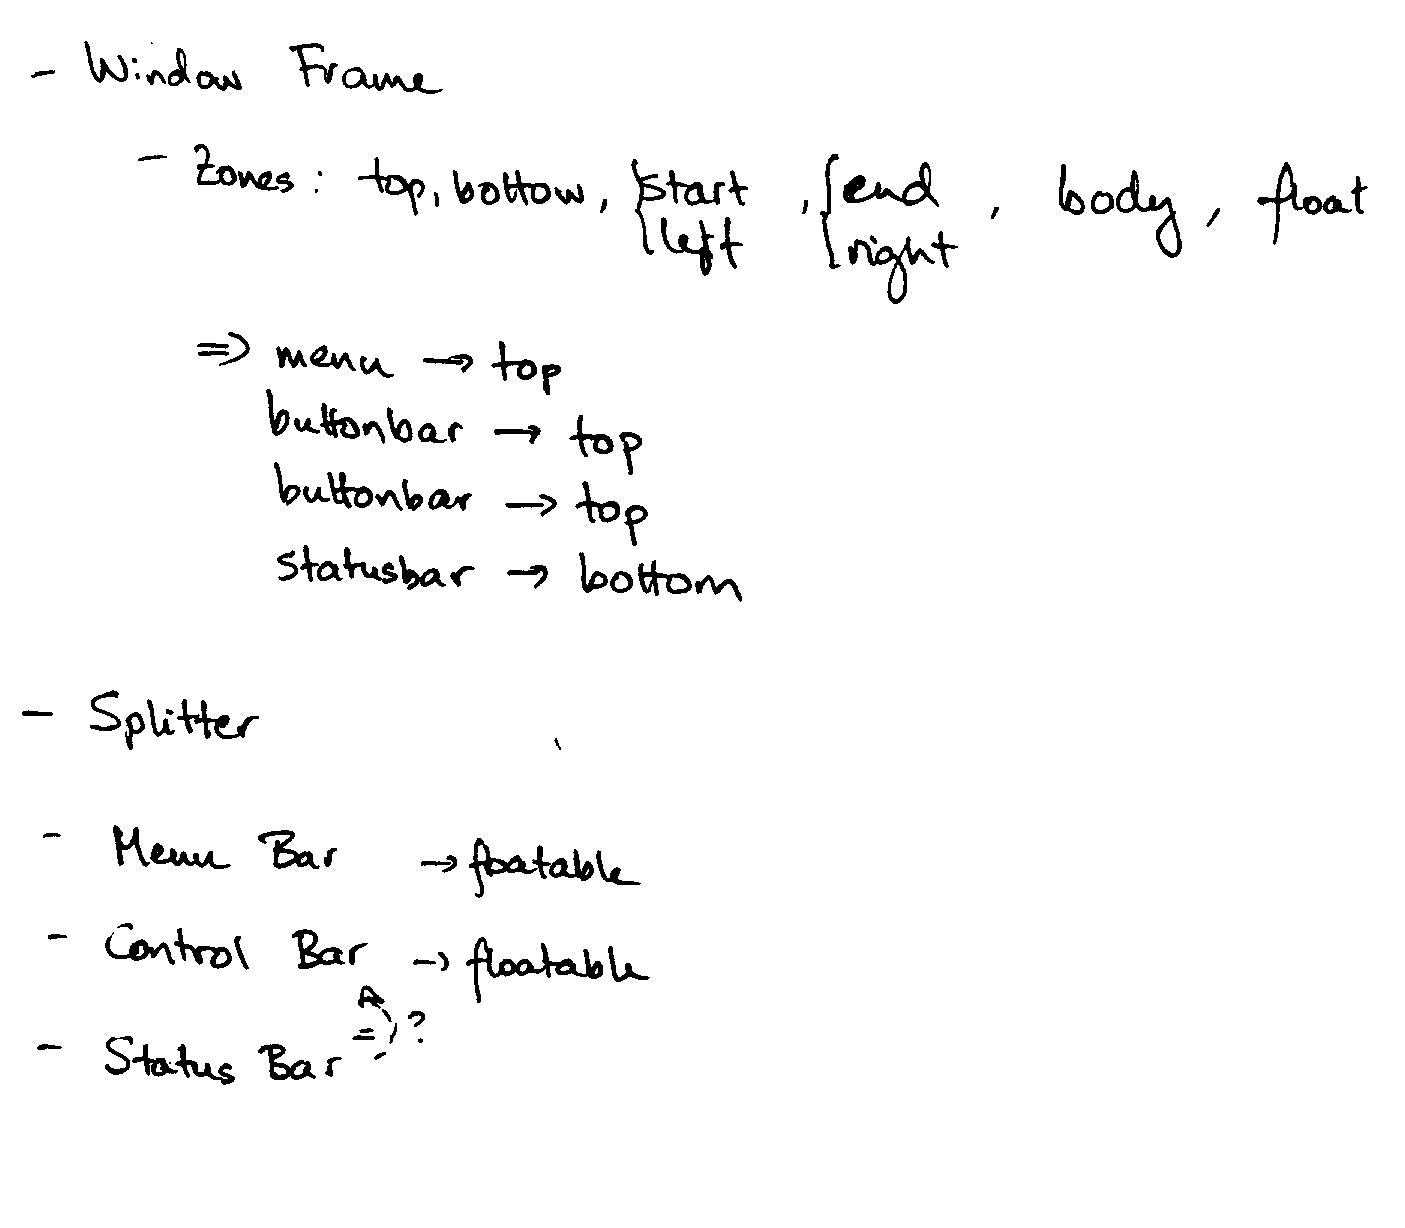 - Window Frame
- Zones: top, bottom, {start , {end , body, float
{left {right
=> menu → top
buttonbar → top
buttonbar → top
statusbar → bottom
- Splitter
- Menu Bar → floatable
- Control Bar → floatable
- Status Bar = ?